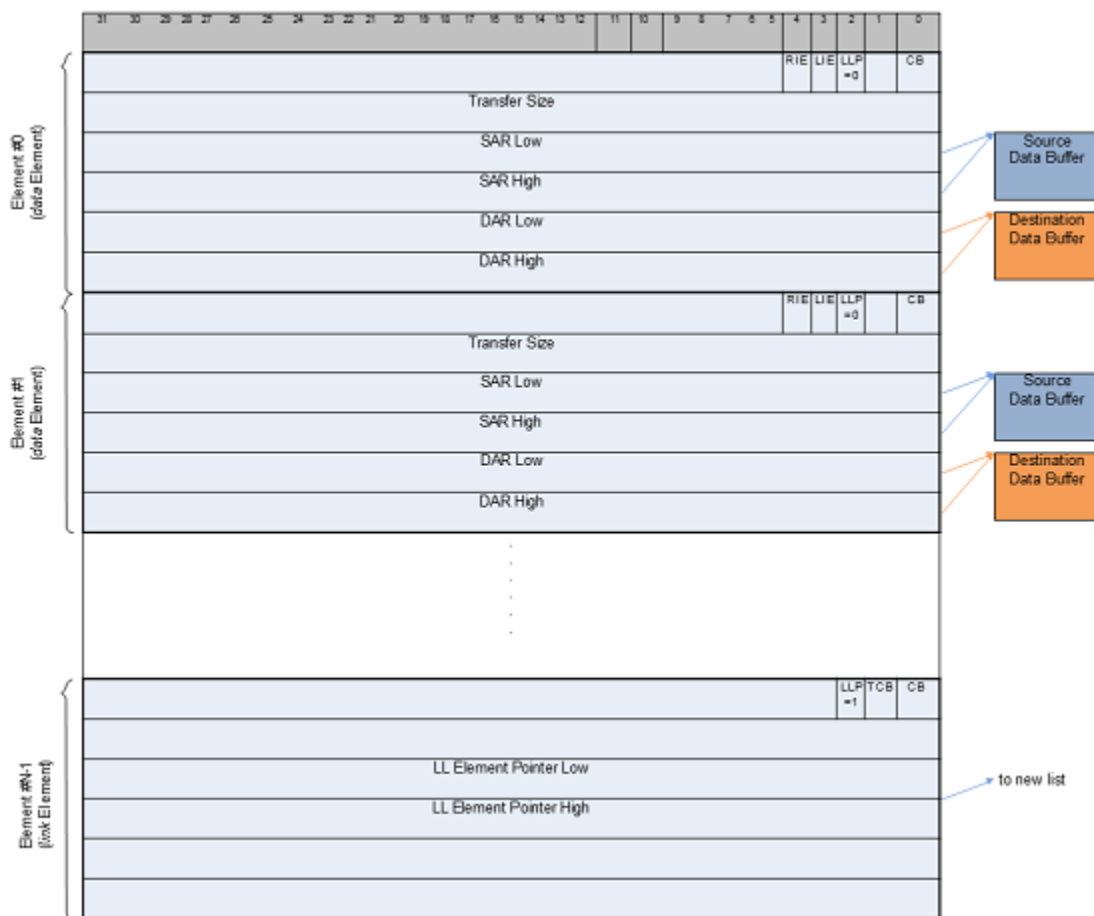 31 30 29 28 27 26 25 24 23 22 21 20 19 18 17 16 15 14 13 12 11 10 9 8 7 6 5 4 3 2 1 0
Element #0
(data Element)
RIE LIE LLP CB
=0
Transfer Size
SAR Low
SAR High
DAR Low
DAR High
Source
Data Buffer
Destination
Data Buffer
Element #1
(data Element)
RIE LIE LLP CB
=0
Transfer Size
SAR Low
SAR High
DAR Low
DAR High
Source
Data Buffer
Destination
Data Buffer
Element #N-1
(link Element)
LLP TCB CB
=1
LL Element Pointer Low
LL Element Pointer High
to new list